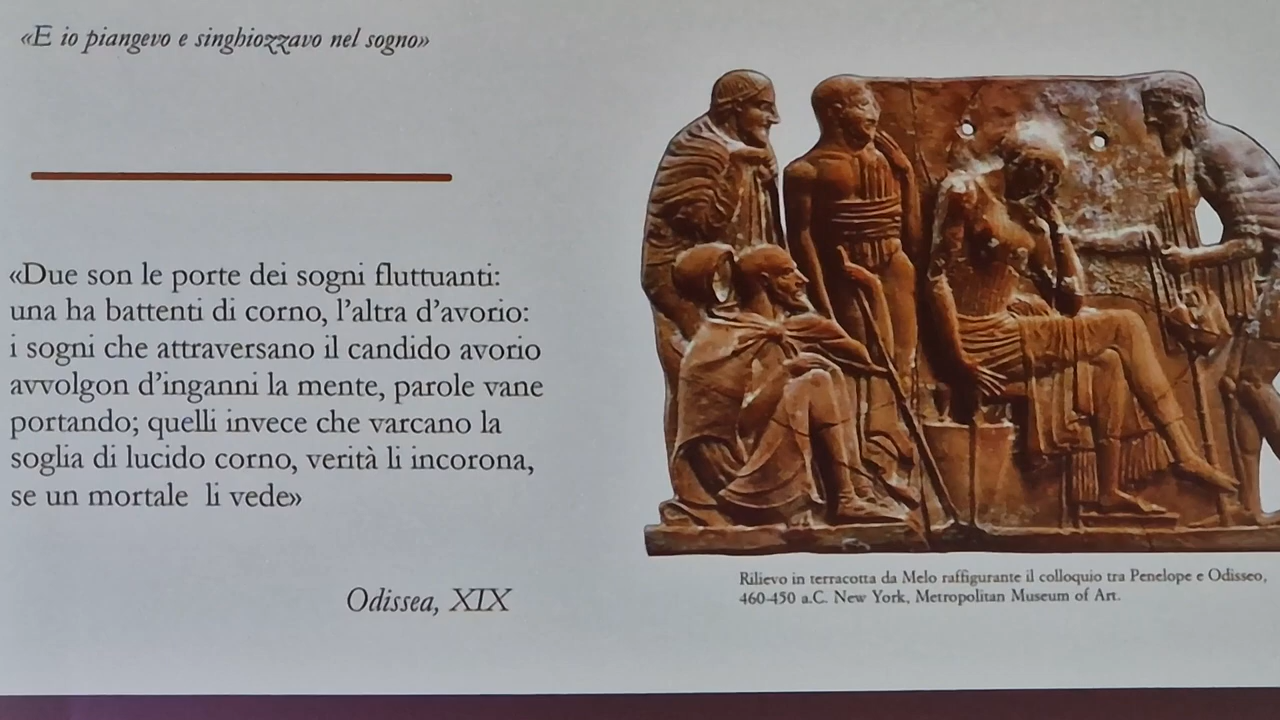 «E io piangevo e singhiozzavo nel sogno»
«Due son le porte dei sogni fluttuanti:
una ha battenti di corno, l'altra d'avorio:
i sogni che attraversano il candido avorio
avvolgon d'inganni la mente, parole vane
portando; quelli invece che varcano la
soglia di lucido corno, verità li incorona,
se un mortale  li vede»
Odissea, XIX
Rilievo in terracotta da Melo raffigurante il colloquio tra Penelope e Odisseo,
460-450 a.C. New York, Metropolitan Museum of Art.